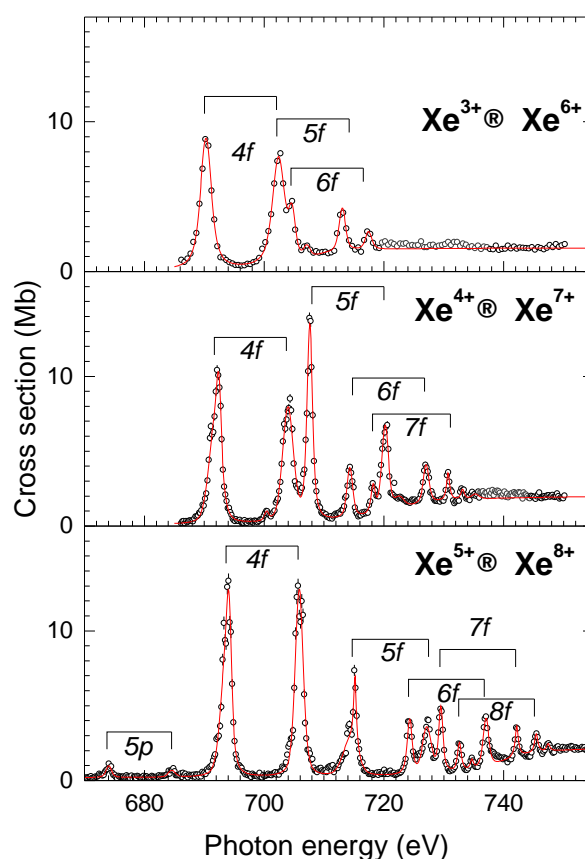 10
0
4f
5f
6f
Xe3+® Xe6+
10
0
4f
5f
6f
7f
Xe4+® Xe7+
10
0
5p
4f
5f
6f
7f
8f
Xe5+® Xe8+
680 700 720 740
Photon energy (eV)
Cross section (Mb)